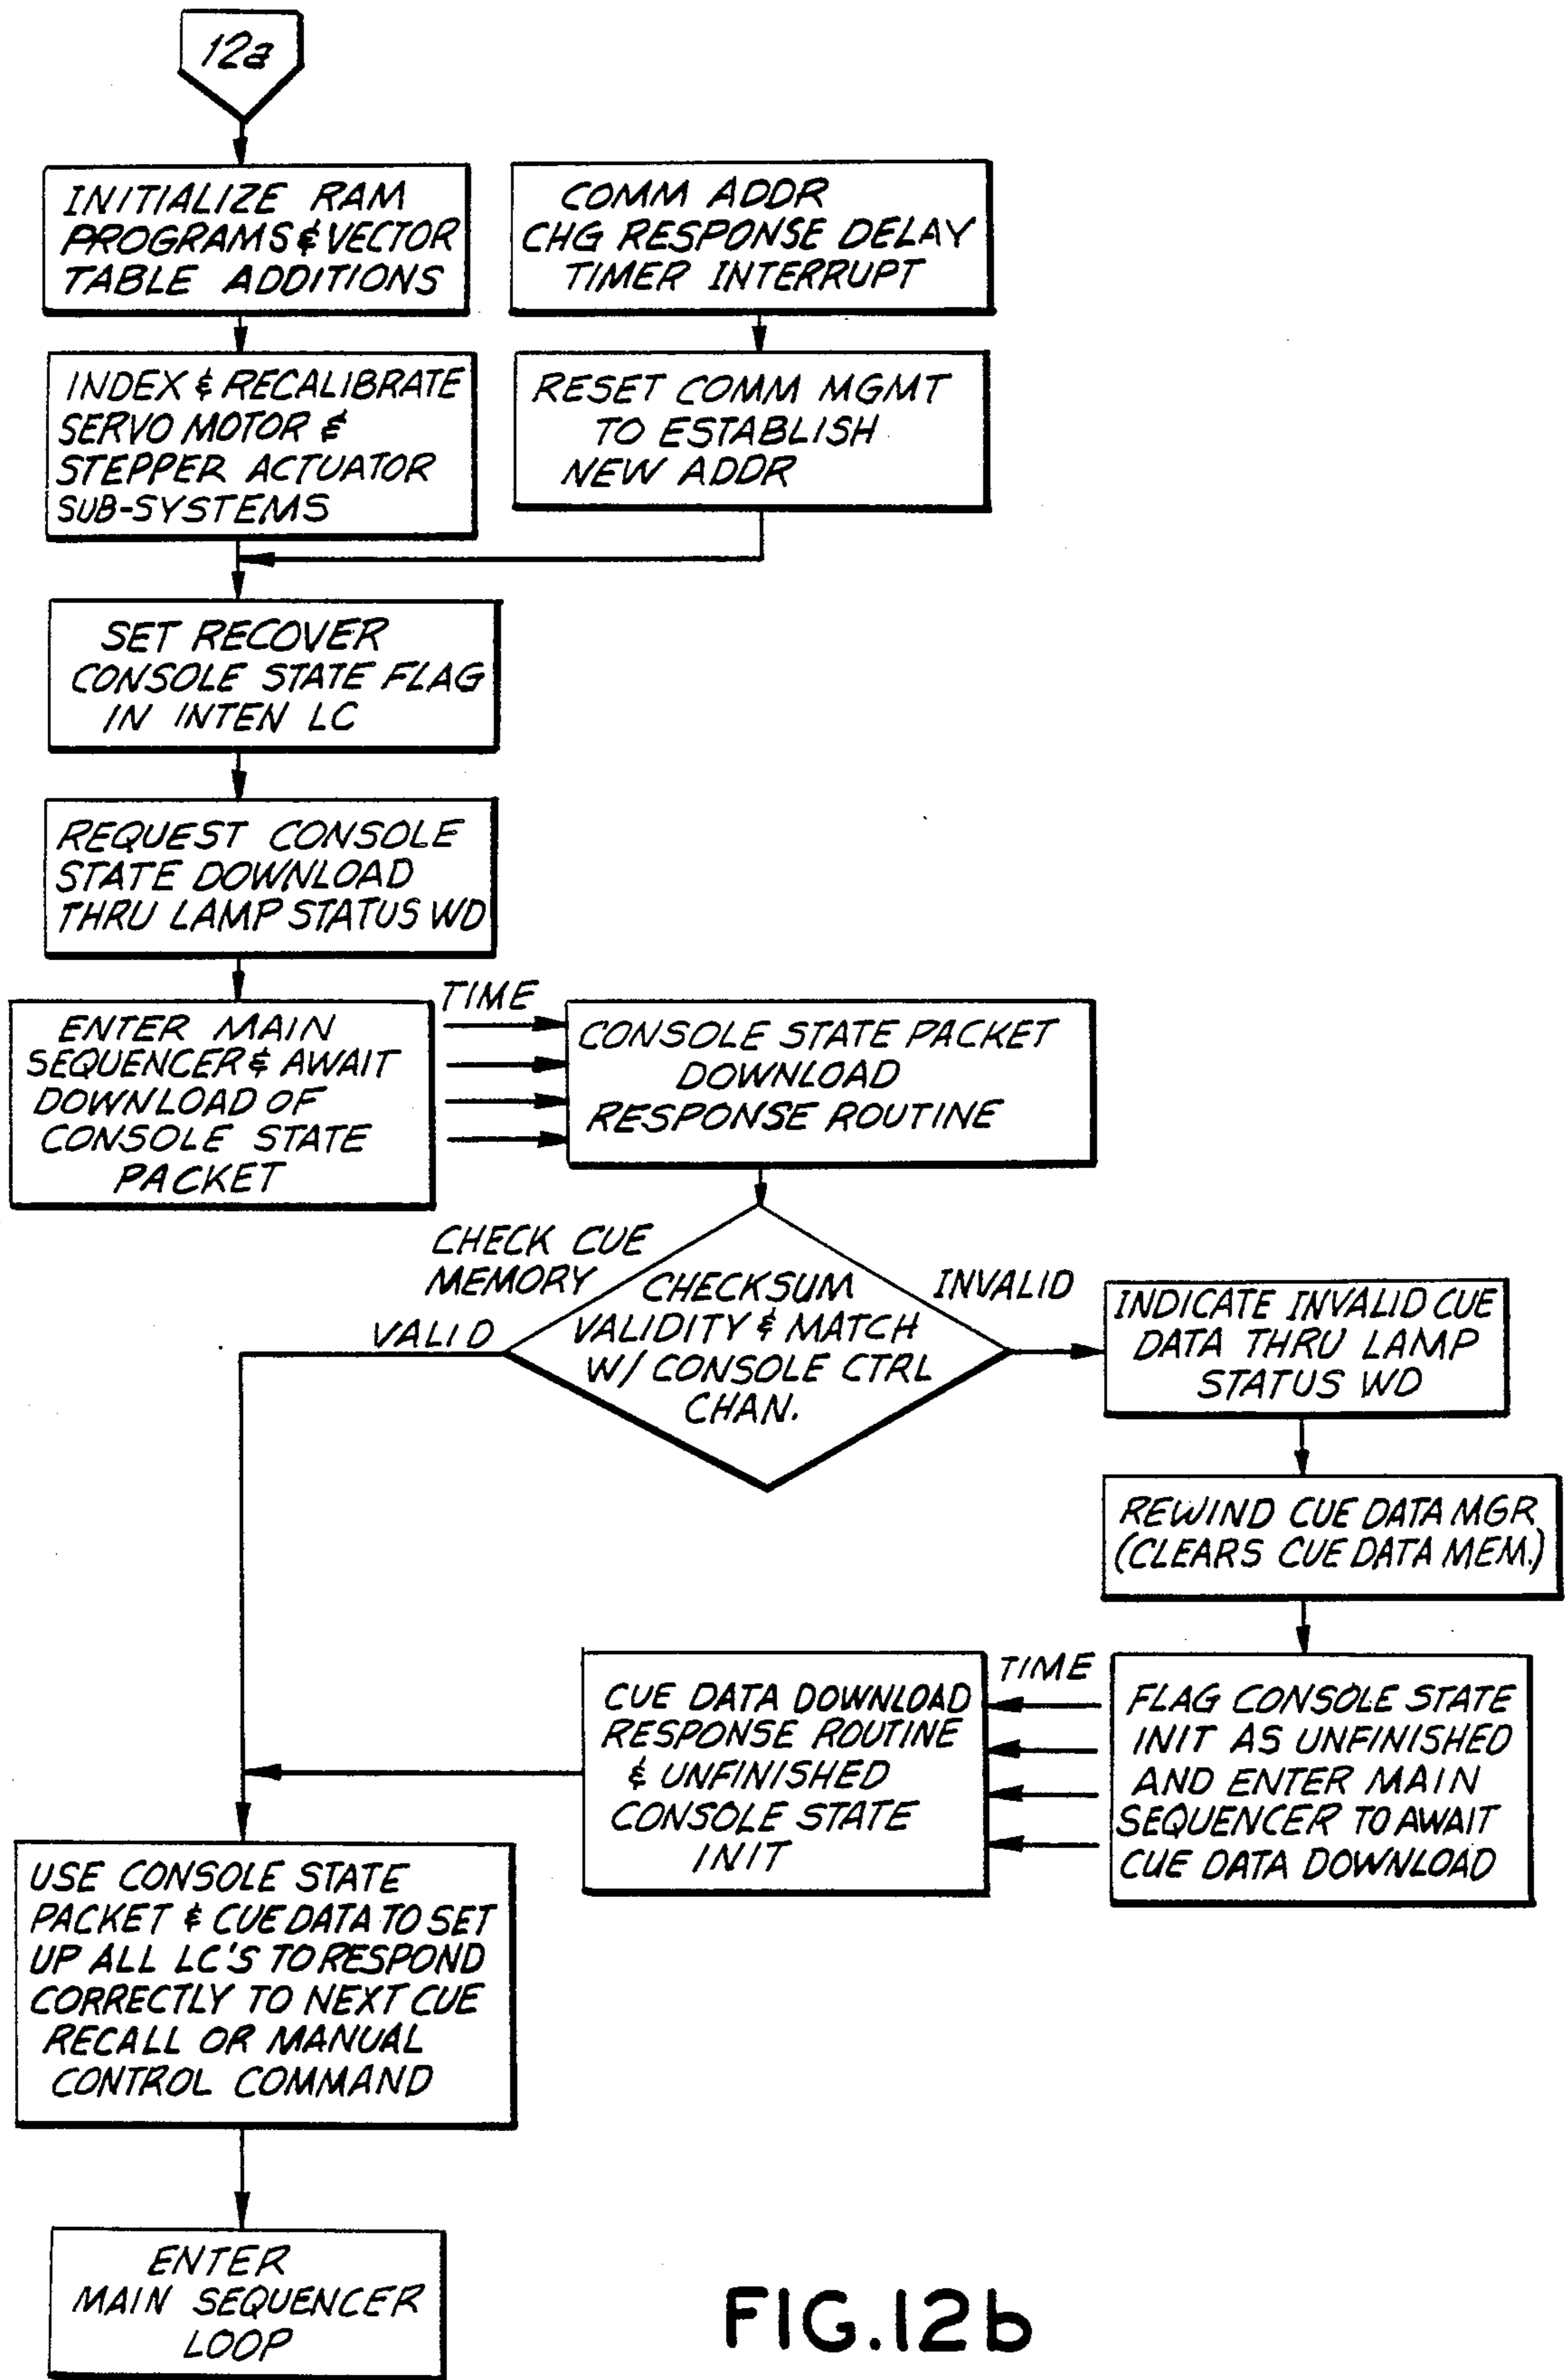 12a
INITIALIZE RAM
PROGRAMS & VECTOR
TABLE ADDITIONS
COMM ADDR
CHG RESPONSE DELAY
TIMER INTERRUPT
INDEX & RECALIBRATE
SERVO MOTOR &
STEPPER ACTUATOR
SUB-SYSTEMS
RESET COMM MGMT
TO ESTABLISH
NEW ADDR
SET RECOVER
CONSOLE STATE FLAG
IN INTEN LC
REQUEST CONSOLE
STATE DOWNLOAD
THRU LAMP STATUS WD
ENTER MAIN
SEQUENCER & AWAIT
DOWNLOAD OF
CONSOLE STATE
PACKET
TIME
CONSOLE STATE PACKET
DOWNLOAD
RESPONSE ROUTINE
CHECK CUE
MEMORY
VALID
CHECKSUM
VALIDITY & MATCH
W/ CONSOLE CTRL
CHAN.
INVALID
INDICATE INVALID CUE
DATA THRU LAMP
STATUS WD
REWIND CUE DATA MGR
(CLEARS CUE DATA MEM.)
FLAG CONSOLE STATE
INIT AS UNFINISHED
AND ENTER MAIN
SEQUENCER TO AWAIT
CUE DATA DOWNLOAD
TIME
CUE DATA DOWNLOAD
RESPONSE ROUTINE
& UNFINISHED
CONSOLE STATE
INIT
USE CONSOLE STATE
PACKET & CUE DATA TO SET
UP ALL LC'S TO RESPOND
CORRECTLY TO NEXT CUE
RECALL OR MANUAL
CONTROL COMMAND
ENTER
MAIN SEQUENCER
LOOP
FIG.12b